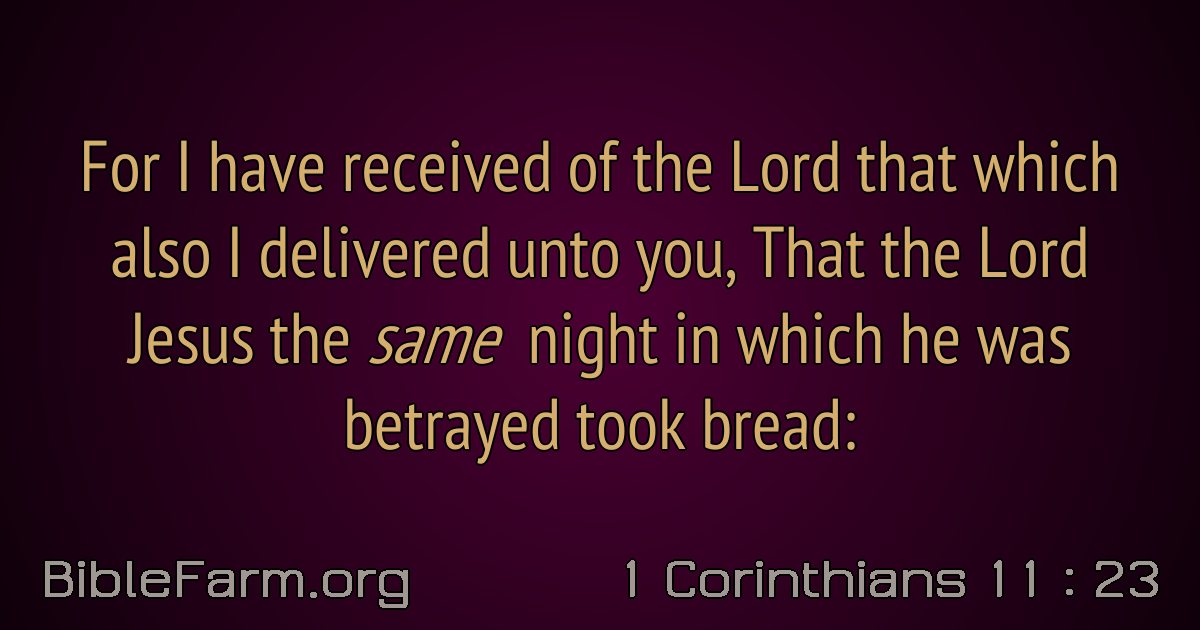 For I have received of the Lord that which
also I delivered unto you, That the Lord
Jesus the same night in which he was
betrayed took bread:
BibleFarm.org
1 Corinthians 11 : 23